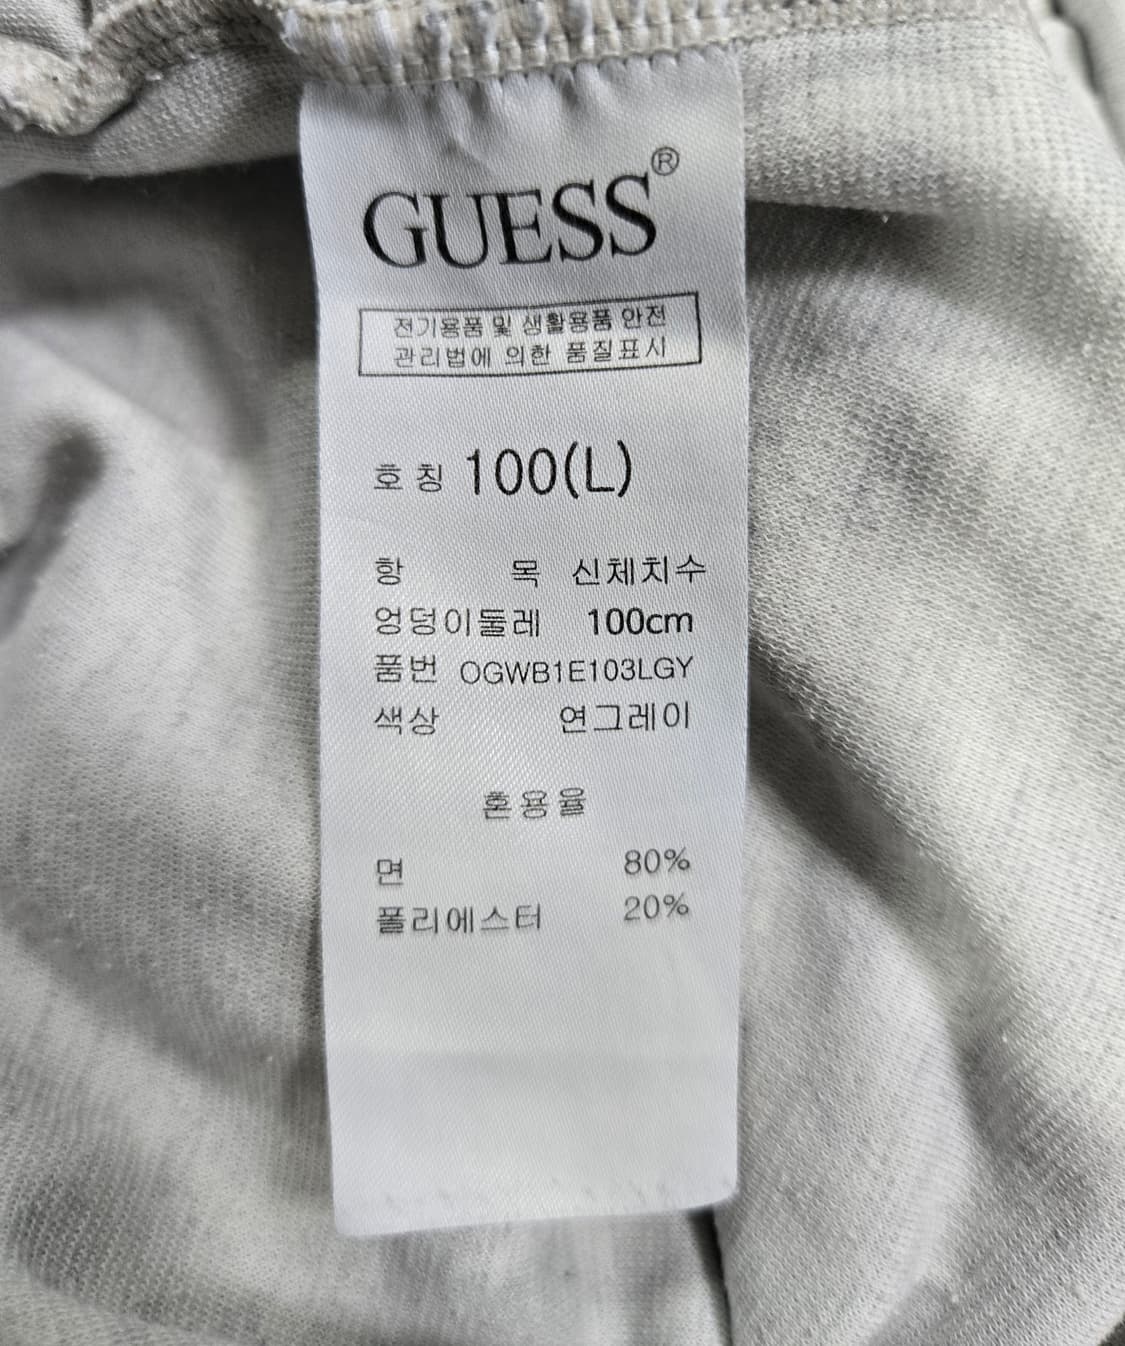 GUESS®
전기용품 및 생활용품 안전
관리법에 의한 품질표시
호 칭 100(L)
항 목 신체치수
엉덩이둘레 100cm
품번 OGWB1E103LGY
색상 연그레이
혼용율
면 80%
폴리에스터 20%